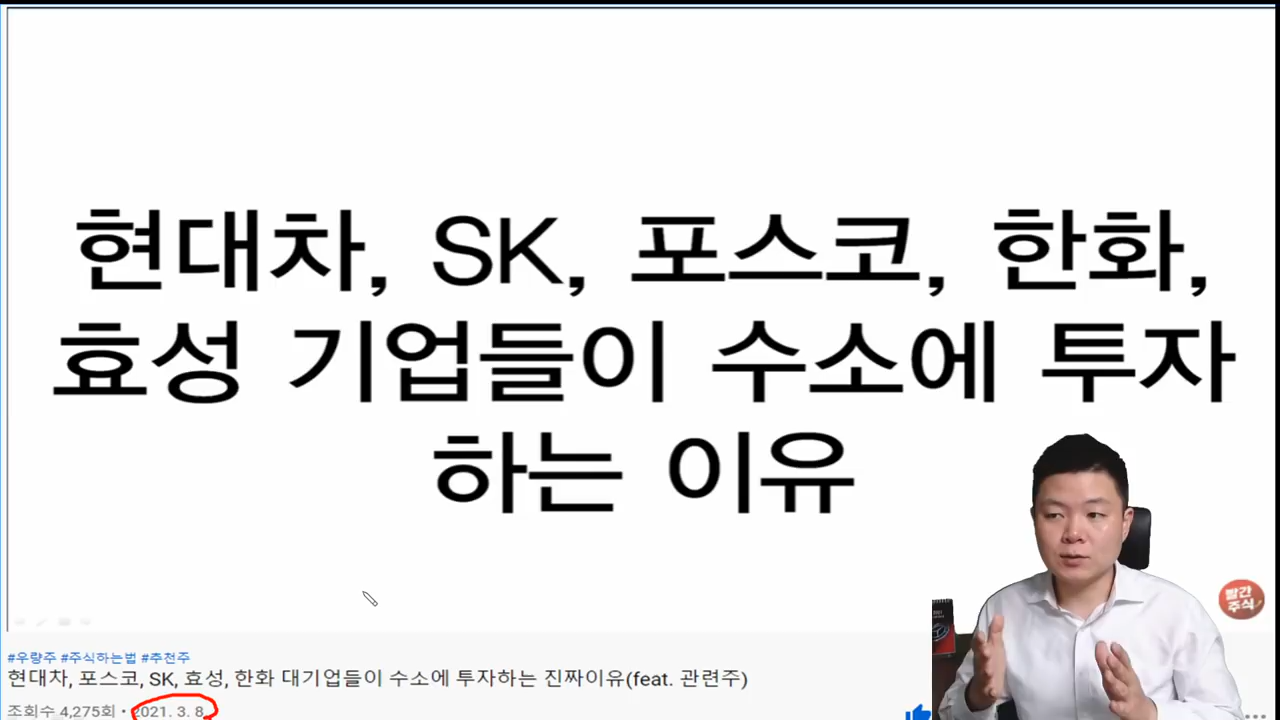 현대차, SK, 포스코, 한화,
효성 기업들이 수소에 투자
하는 이유
빨간
주식
#우량주 #주식하는법 #추천주
현대차, 포스코, SK, 효성, 한화 대기업들이 수소에 투자하는 진짜이유(feat. 관련주)
조회수 4,275회 • 2021. 3. 8.